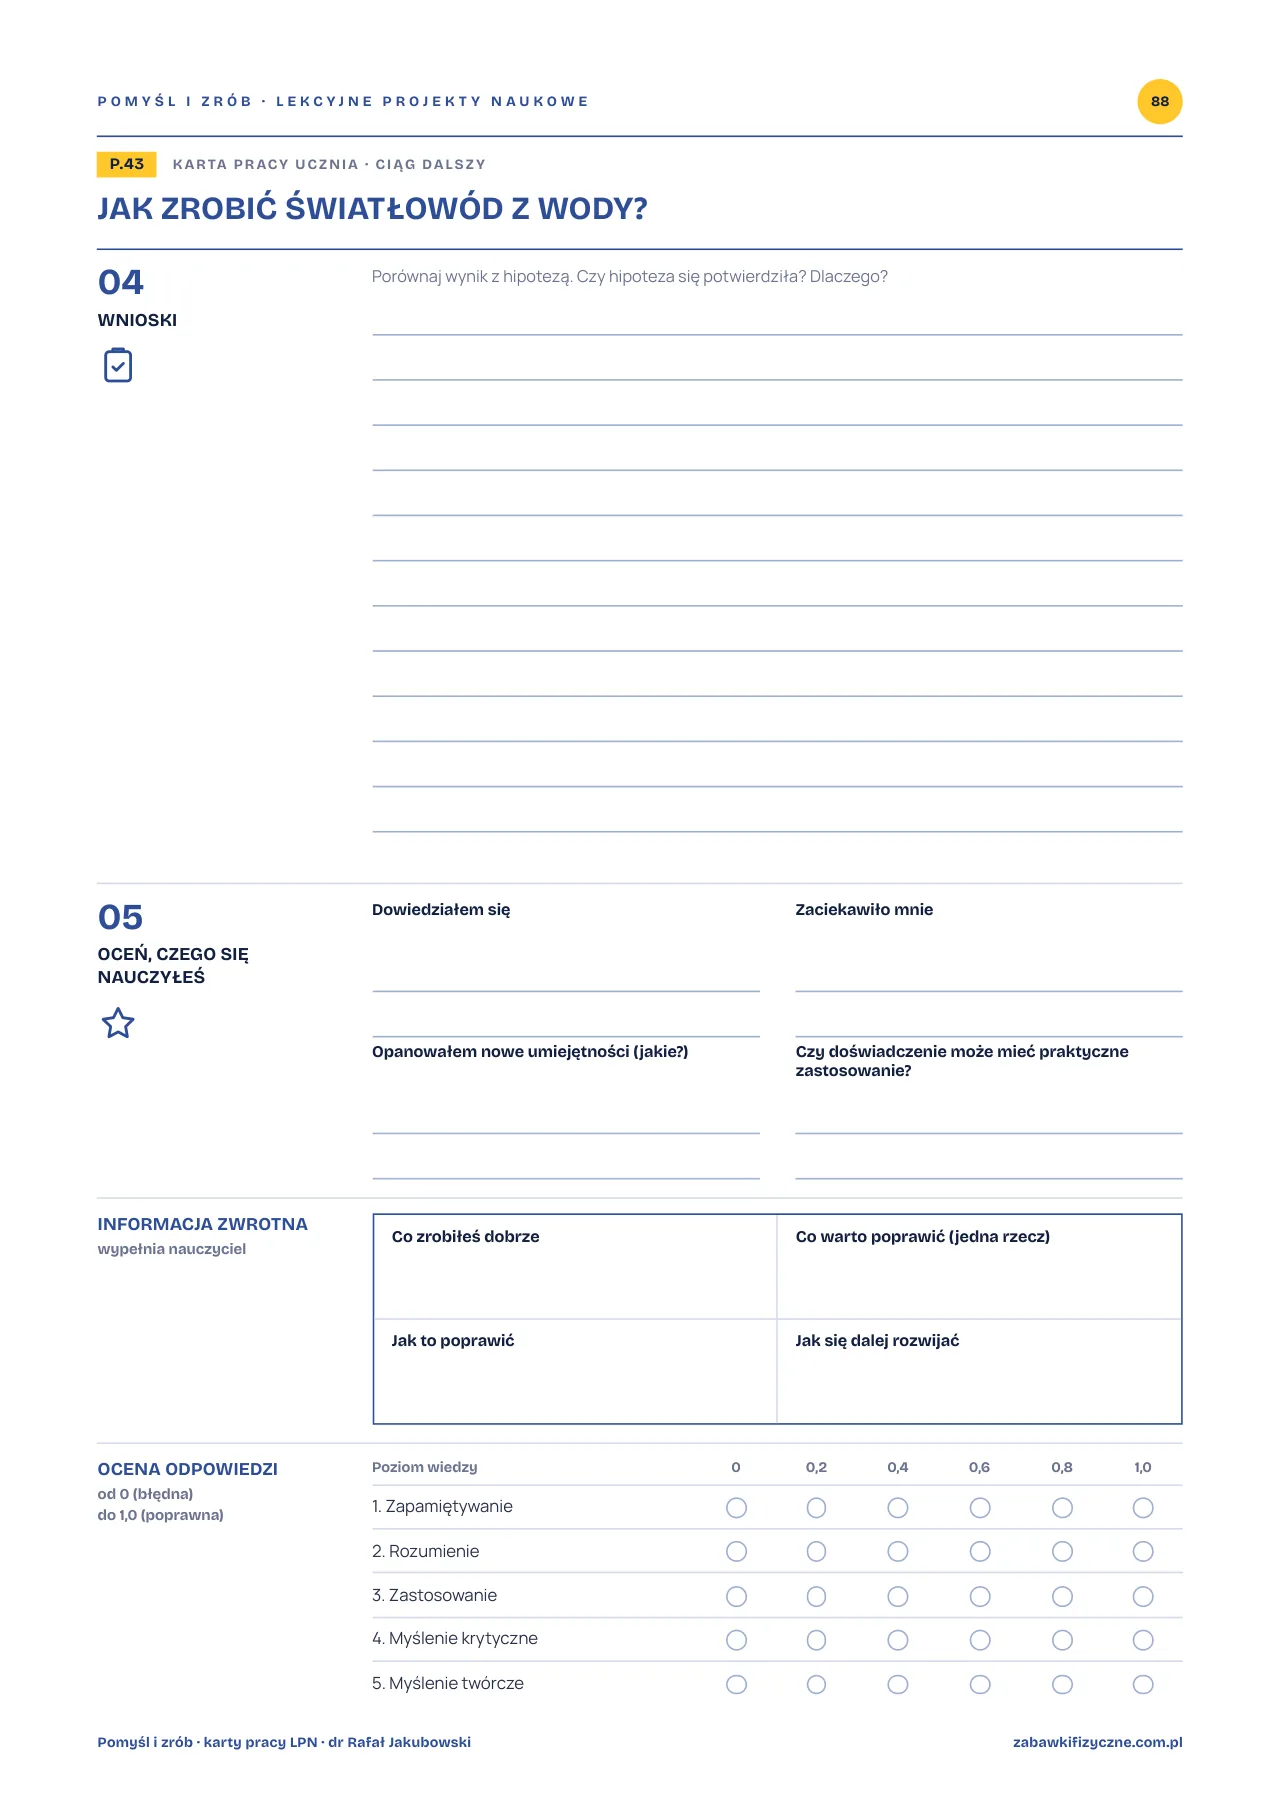 POMYŚL I ZRÓB · LEKCYJNE PROJEKTY NAUKOWE
88
P.43
KARTA PRACY UCZNIA · CIĄG DALSZY
JAK ZROBIĆ ŚWIATŁOWÓD Z WODY?
04
WNIOSKI
Porównaj wynik z hipotezą. Czy hipoteza się potwierdziła? Dlaczego?
05
OCEŃ, CZEGO SIĘ
NAUCZYŁEŚ
Dowiedziałem się
Zaciekawiło mnie
Opanowałem nowe umiejętności (jakie?)
Czy doświadczenie może mieć praktyczne
zastosowanie?
INFORMACJA ZWROTNA
wypełnia nauczyciel
Co zrobiłeś dobrze
Co warto poprawić (jedna rzecz)
Jak to poprawić
Jak się dalej rozwijać
OCENA ODPOWIEDZI
od 0 (błędna)
do 1,0 (poprawna)
Poziom wiedzy 0 0,2 0,4 0,6 0,8 1,0
1. Zapamiętywanie
2. Rozumienie
3. Zastosowanie
4. Myślenie krytyczne
5. Myślenie twórcze
Pomyśl i zrób · karty pracy LPN · dr Rafał Jakubowski
zabawkifizyczne.com.pl